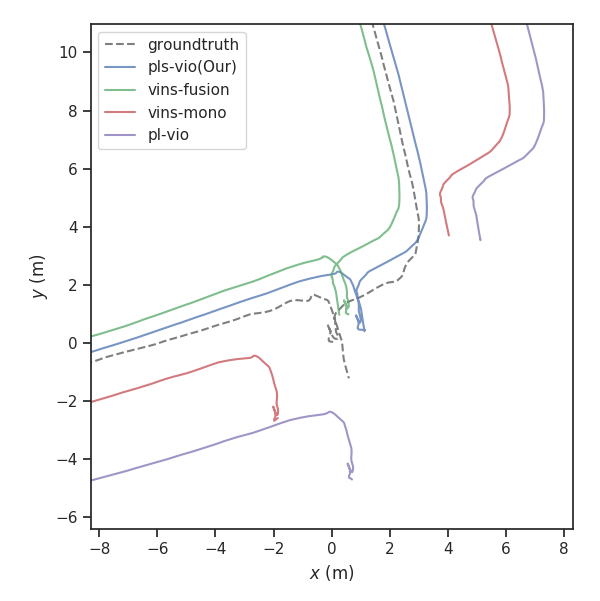 groundtruth
pls-vio(Our)
vins-fusion
vins-mono
pl-vio
10
8
6
4
2
0
−2
−4
−6
y (m)
−8 −6 −4 −2 0 2 4 6 8
x (m)